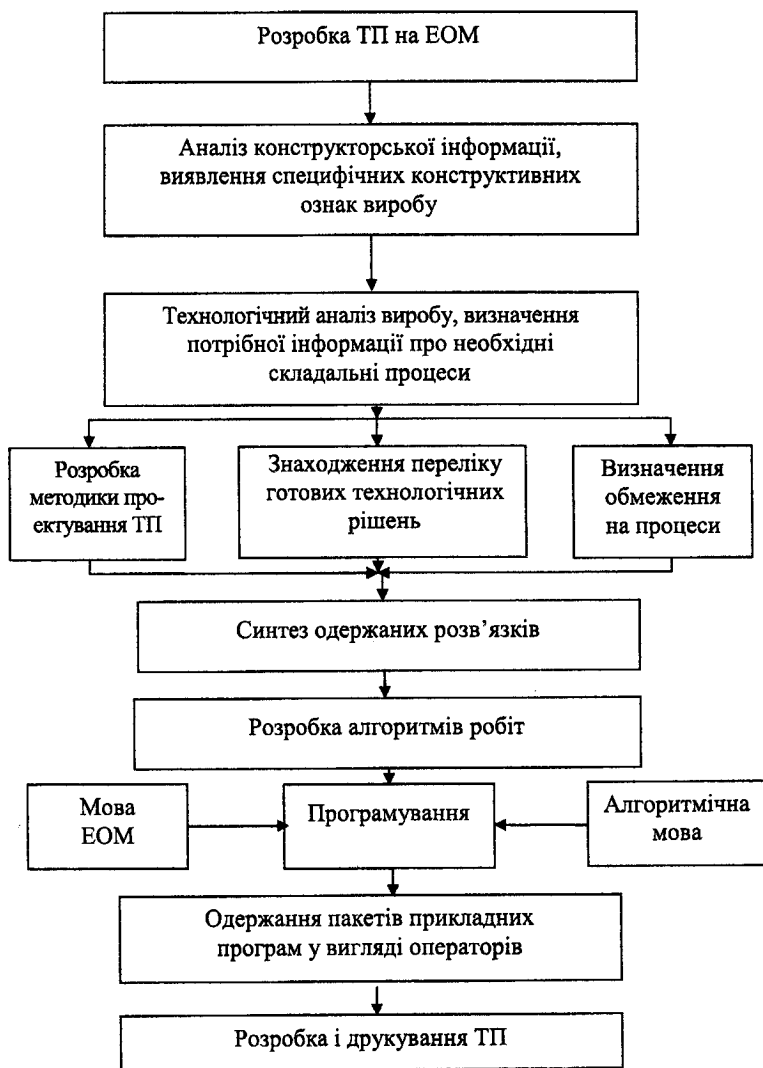 Розробка ТП на ЕОМ
Аналіз конструкторської інформації,
виявлення специфічних конструктивних
ознак виробу
Технологічний аналіз виробу, визначення
потрібної інформації про необхідні
складальні процеси
Розробка
методики про-
ектування ТП
Знаходження переліку
готових технологічних
рішень
Визначення
обмеження
на процеси
Синтез одержаних розв’язків
Розробка алгоритмів робіт
Мова
ЕОМ
Програмування
Алгоритмічна
мова
Одержання пакетів прикладних
програм у вигляді операторів
Розробка і друкування ТП